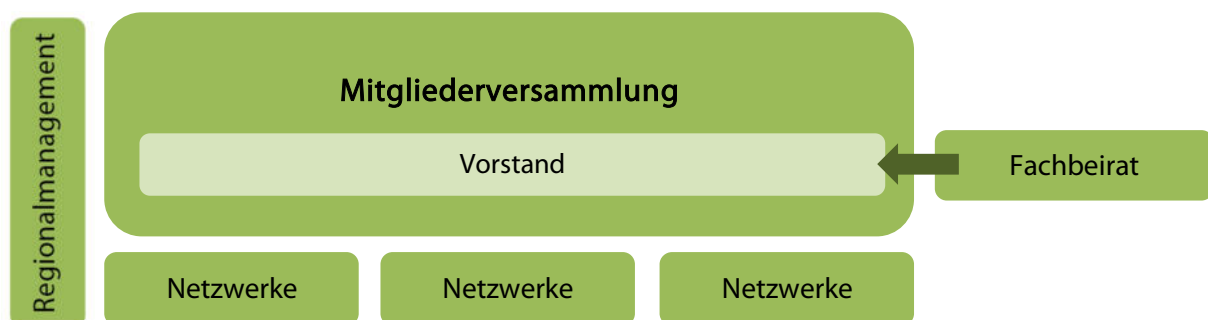 Regionalmanagement
Mitgliederversammlung
Vorstand
Fachbeirat
Netzwerke
Netzwerke
Netzwerke